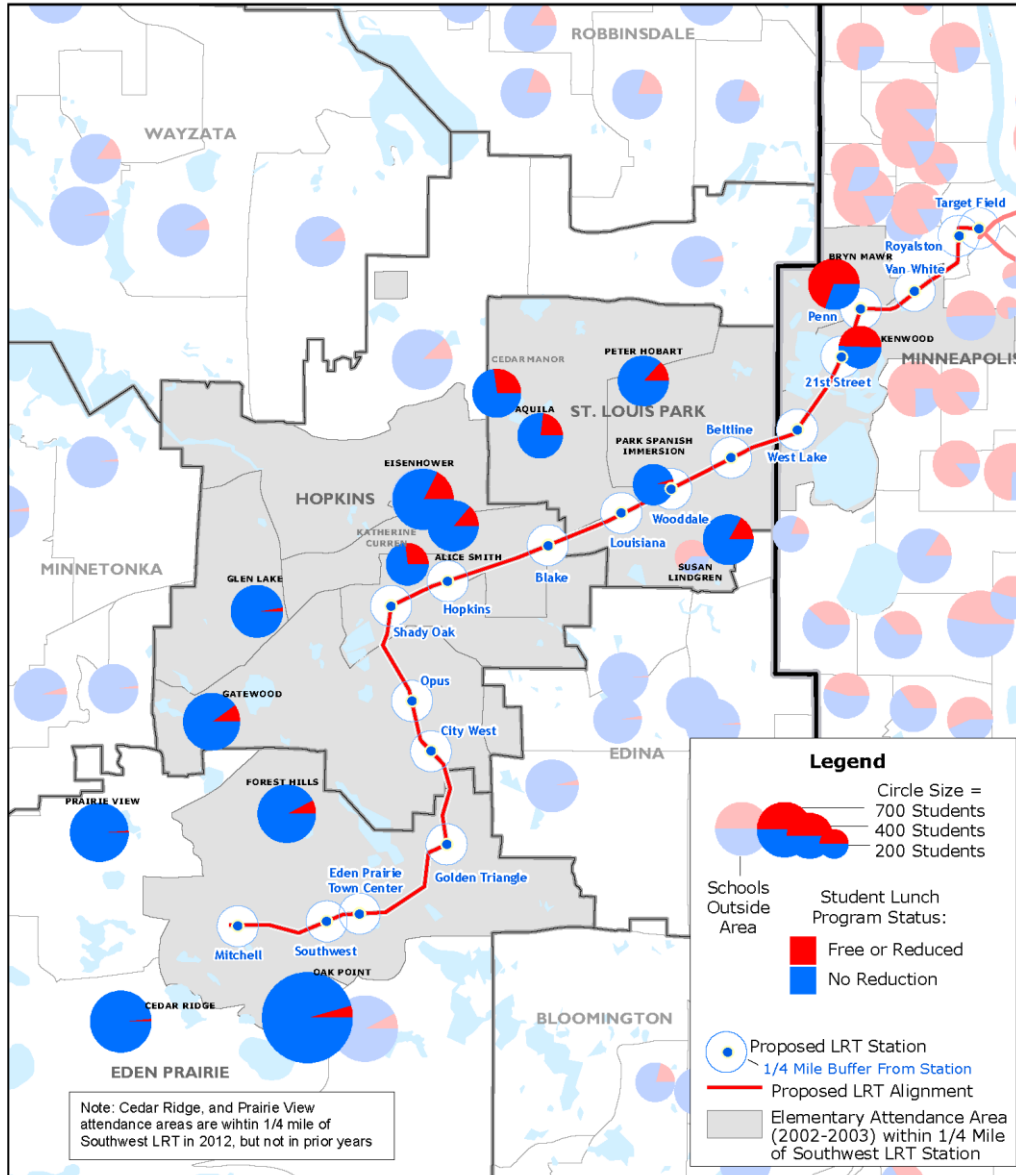 ROBBINSDALE
WAYZATA
Target Field
Royalston
BRYN MAWR
Van White
Penn
KENWOOD
MINNEAPOLIS
21st Street
CEDAR MANOR
PETER HOBART
AQUILA
ST. LOUIS PARK
Beltline
West Lake
PARK SPANISH
IMMERSION
EISENHOWER
HOPKINS
Wooddale
Louisiana
KATHERINE
CURREN
ALICE SMITH
Blake
SUSAN
LINDGREN
MINNETONKA
GLEN LAKE
Hopkins
Shady Oak
Opus
GATEWOOD
City West
EDINA
FOREST HILLS
PRAIRIE VIEW
Golden Triangle
Eden Prairie
Town Center
Mitchell
Southwest
OAK POINT
CEDAR RIDGE
BLOOMINGTON
EDEN PRAIRIE
Note: Cedar Ridge, and Prairie View
attendance areas are whtin 1/4 mile of
Southwest LRT in 2012, but not in prior years
Legend
Circle Size =
700 Students
400 Students
200 Students
Schools
Outside
Area
Student Lunch
Program Status:
Free or Reduced
No Reduction
Proposed LRT Station
1/4 Mile Buffer From Station
Proposed LRT Alignment
Elementary Attendance Area
(2002-2003) within 1/4 Mile
of Southwest LRT Station